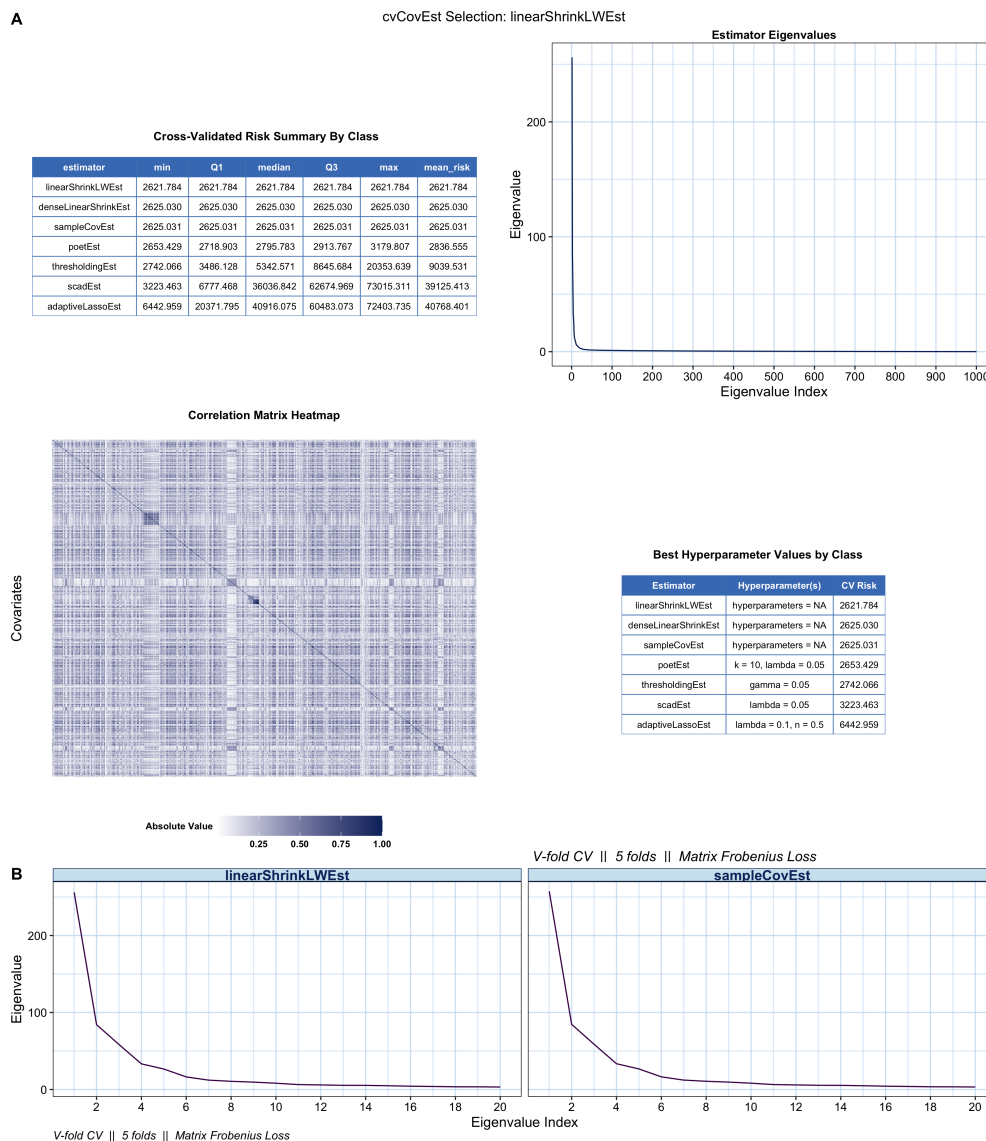 A
cvCovEst Selection: linearShrinkLWEst
Estimator Eigenvalues
Eigenvalue
200
100
0
0 100 200 300 400 500 600 700 800 900 1000
Eigenvalue Index
Cross-Validated Risk Summary By Class
estimator min Q1 median Q3 max mean_risk
linearShrinkLWEst 2621.784 2621.784 2621.784 2621.784 2621.784 2621.784
denseLinearShrinkEst 2625.030 2625.030 2625.030 2625.030 2625.030 2625.030
sampleCovEst 2625.031 2625.031 2625.031 2625.031 2625.031 2625.031
poetEst 2653.429 2718.903 2795.783 2913.767 3179.807 2836.555
thresholdingEst 2742.066 3486.128 5342.571 8645.684 20353.639 9039.531
scadEst 3223.463 6777.468 36036.842 62674.969 73015.311 39125.413
adaptiveLassoEst 6442.959 20371.795 40916.075 60483.073 72403.735 40768.401
Correlation Matrix Heatmap
Covariates
Absolute Value
0.25 0.50 0.75 1.00
Best Hyperparameter Values by Class
Estimator Hyperparameter(s) CV Risk
linearShrinkLWEst hyperparameters = NA 2621.784
denseLinearShrinkEst hyperparameters = NA 2625.030
sampleCovEst hyperparameters = NA 2625.031
poetEst k = 10, lambda = 0.05 2653.429
thresholdingEst gamma = 0.05 2742.066
scadEst lambda = 0.05 3223.463
adaptiveLassoEst lambda = 0.1, n = 0.5 6442.959
V-fold CV || 5 folds || Matrix Frobenius Loss
B
linearShrinkLWEst sampleCovEst
Eigenvalue
200
100
0
2 4 6 8 10 12 14 16 18 20 2 4 6 8 10 12 14 16 18 20
Eigenvalue Index
V-fold CV || 5 folds || Matrix Frobenius Loss